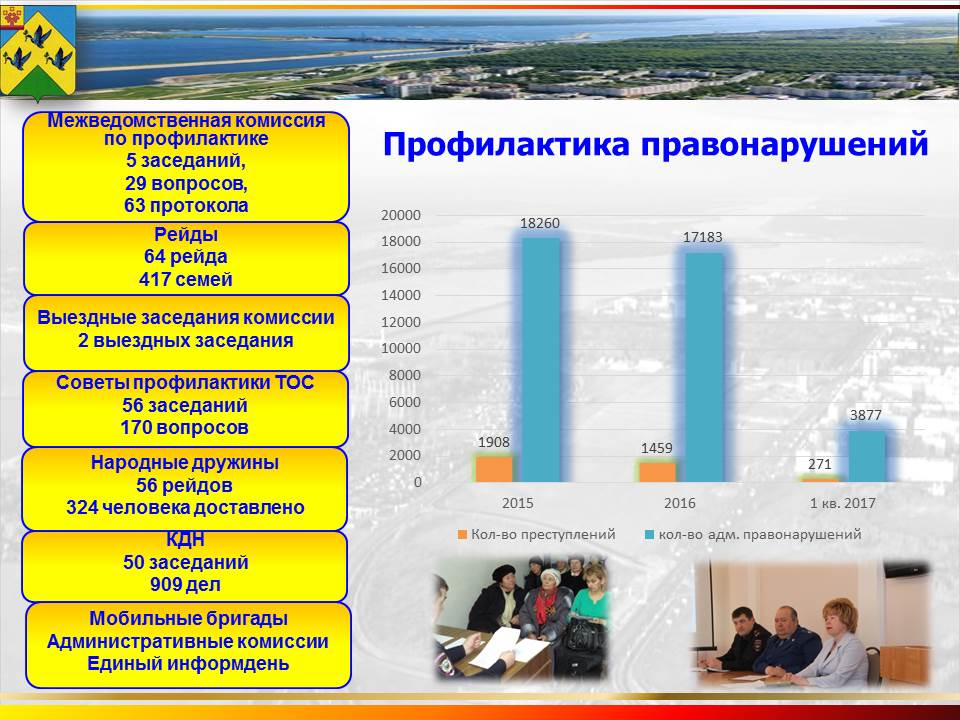 Межведомственная комиссия
по профилактике
5 заседаний,
29 вопросов,
63 протокола
Рейды
64 рейда
417 семей
Выездные заседания комиссии
2 выездных заседания
Советы профилактики ТОС
56 заседаний
170 вопросов
Народные дружины
56 рейдов
324 человека доставлено
КДН
50 заседаний
909 дел
Мобильные бригады
Административные комиссии
Единый информдень
Профилактика правонарушений
20000
18000
16000
14000
12000
10000
8000
6000
4000
2000
0
1908
18260
1459
17183
271
3877
2015
2016
1 кв. 2017
Кол-во преступлений
кол-во адм. правонарушений